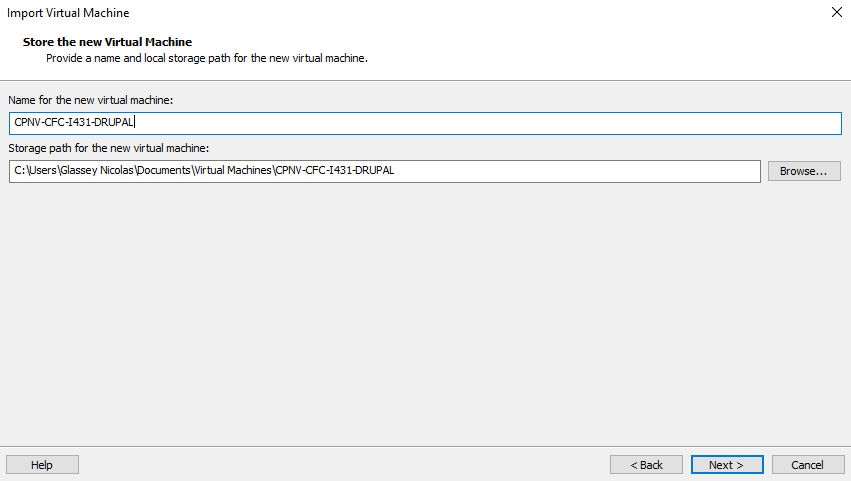 Import Virtual Machine
Store the new Virtual Machine
Provide a name and local storage path for the new virtual machine.
Name for the new virtual machine:
CPNV-CFC-I431-DRUPAL
Storage path for the new virtual machine:
C:\Users\Glassey Nicolas\Documents\Virtual Machines\CPNV-CFC-I431-DRUPAL
Browse...
Help
< Back
Next >
Cancel